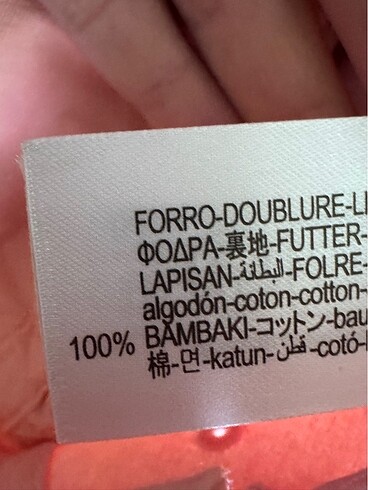 FORRO-DOUBLURE-LI
ΦΟΔΡΑ-裏地-FUTTER-
LAPISAN-البطانة-FOLRE-
algodón-coton-cotton-
100% BAMBAKI-コットン-bau
棉-면-katun-قطن-cotó-